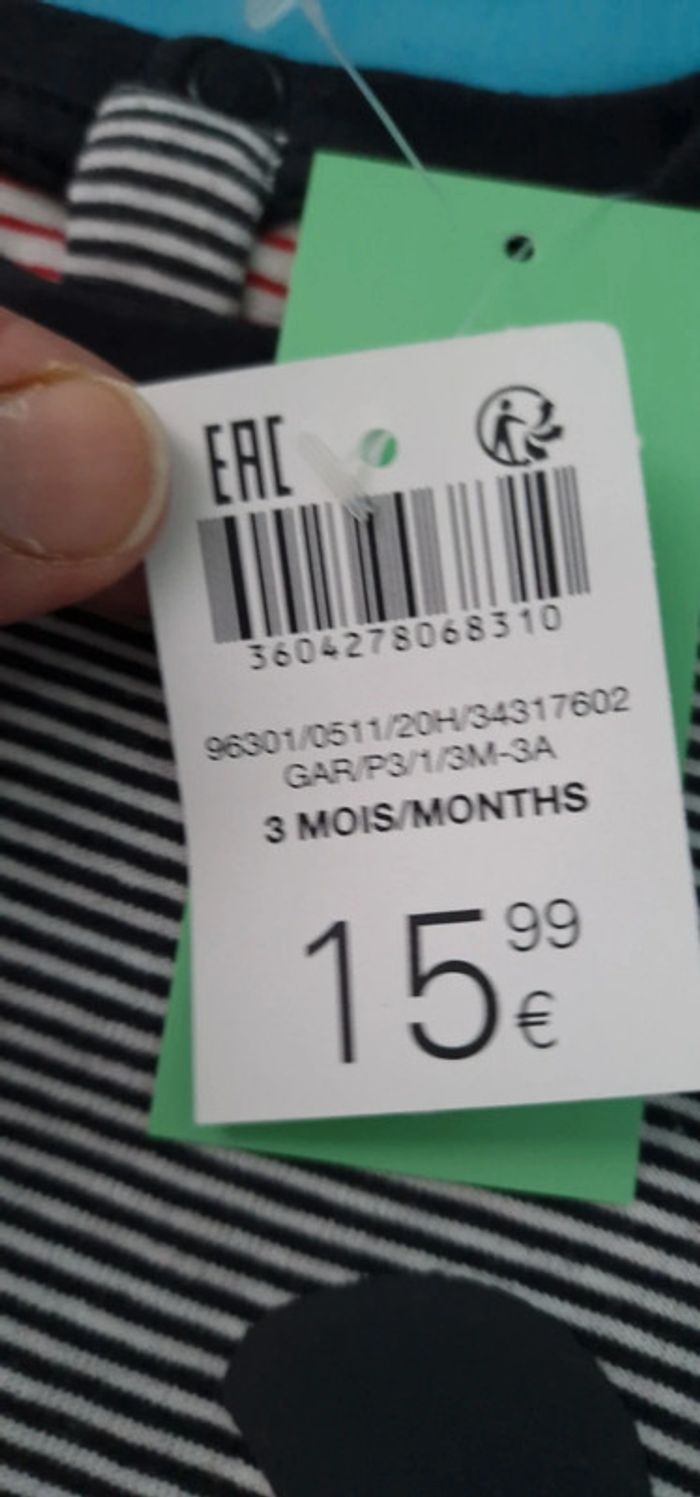 EAC
3604278068310
96301/0511/20H/34317602
GAR/P3/1/3M-3A
3 MOIS/MONTHS
15 99 €